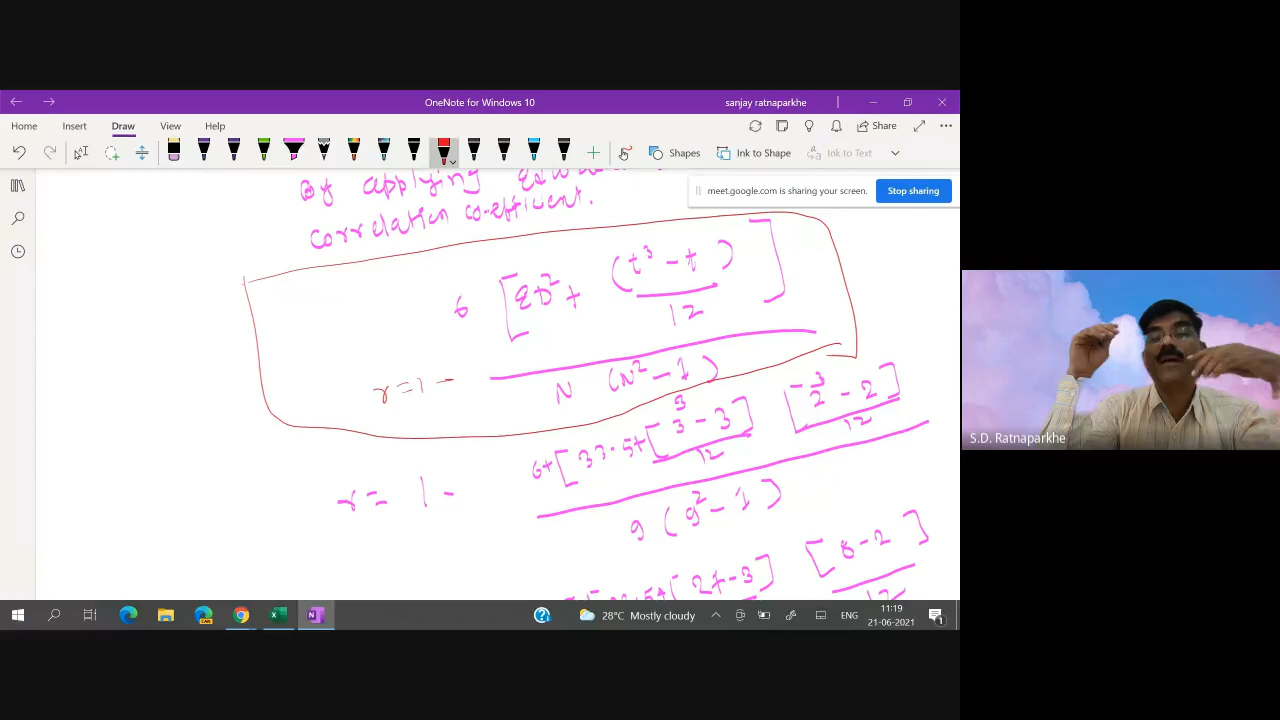 OneNote for Windows 10
sanjay ratnaparkhe
Home Insert Draw View Help
Share
Shapes Ink to Shape Ink to Text
meet.google.com is sharing your screen. Stop sharing
By applying
correlation co-efficient.
6 [ΣD² + (t³ - t)
12 ]
r = 1 -
N (N² - 1)
6+[33.5+[3³ - 3] [2³ - 2]
12 12
r = 1 -
9 (9² - 1)
[27-3] [8-2]
12
S.D. Ratnaparkhe
28°C Mostly cloudy
ENG
11:19
21-06-2021